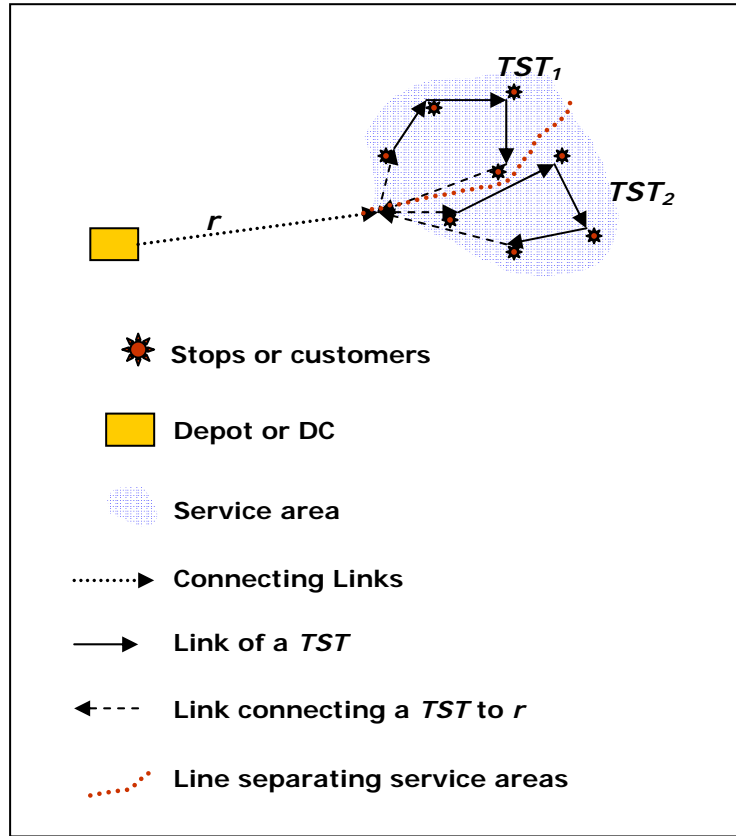 TST1
TST2
r
Stops or customers
Depot or DC
Service area
Connecting Links
Link of a TST
Link connecting a TST to r
Line separating service areas